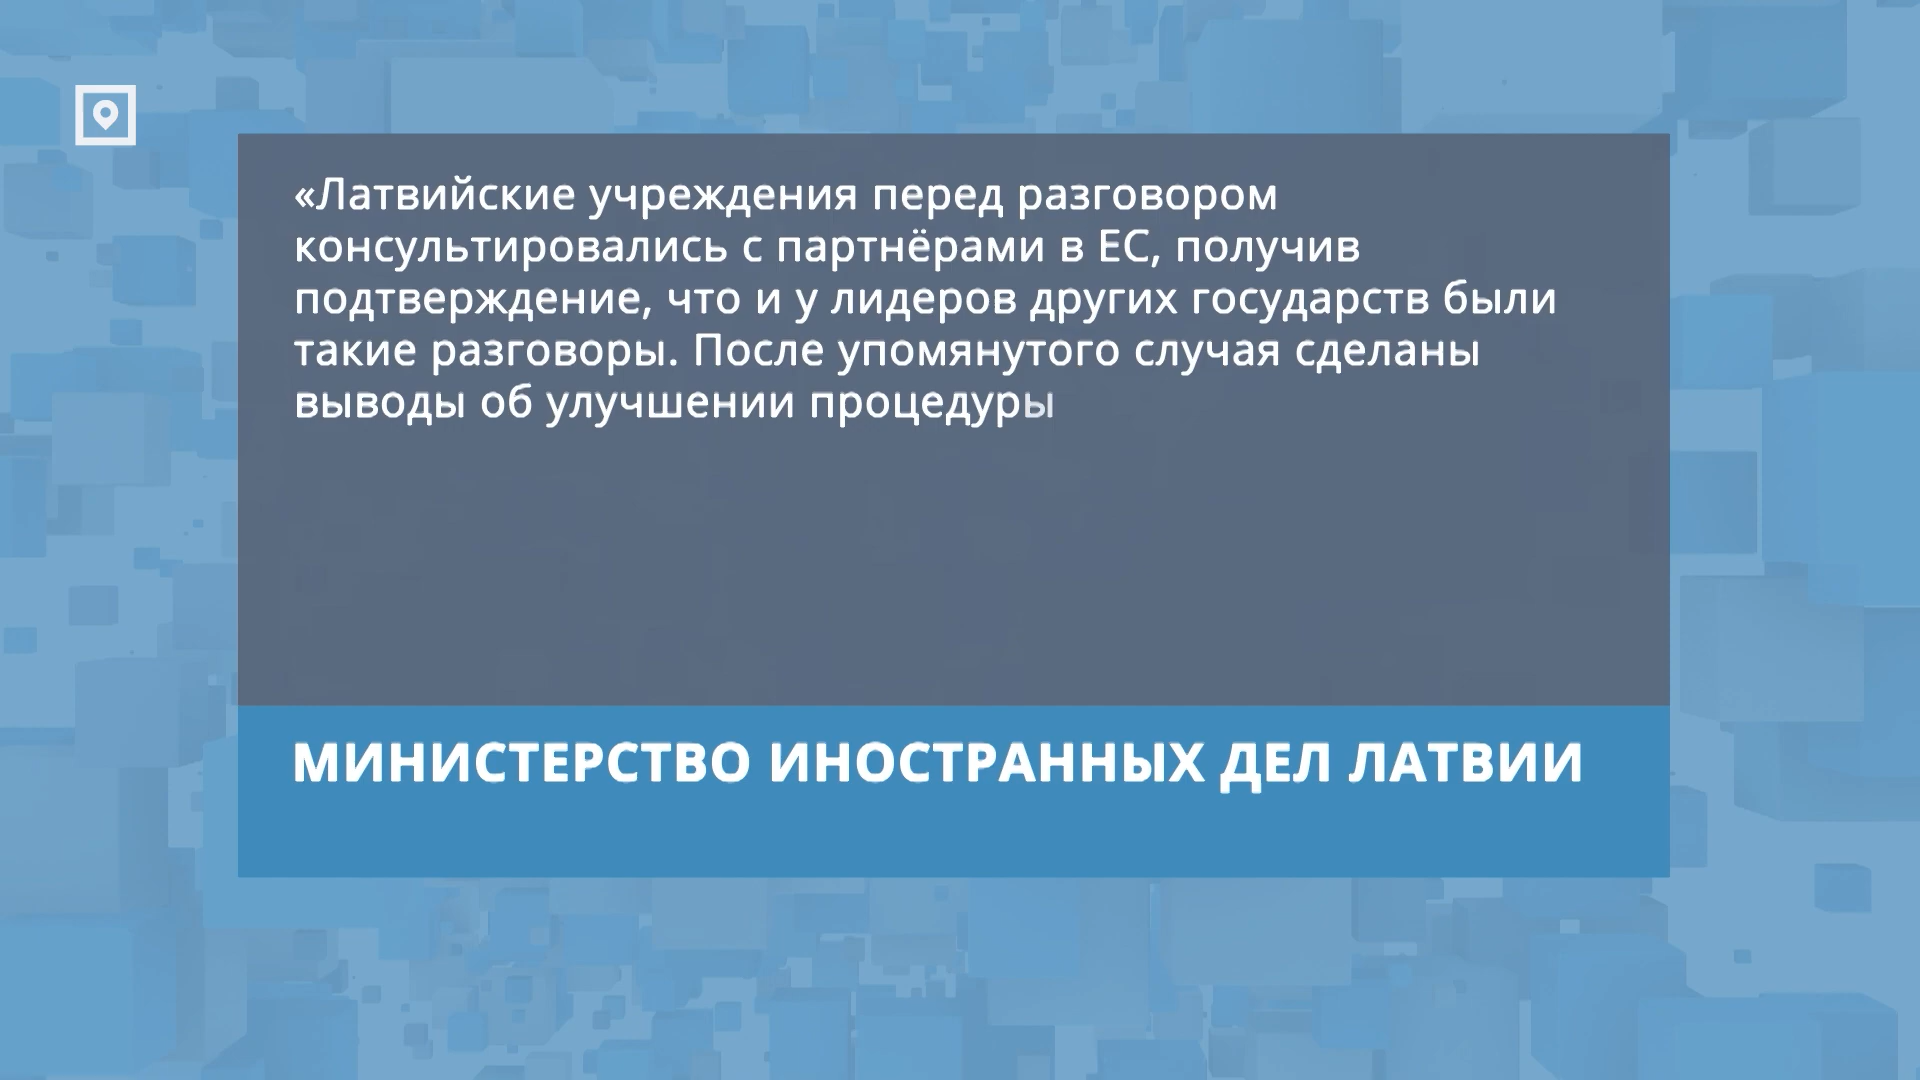 «Латвийские учреждения перед разговором
консультировались с партнёрами в ЕС, получив
подтверждение, что и у лидеров других государств были
такие разговоры. После упомянутого случая сделаны
выводы об улучшении процедуры
МИНИСТЕРСТВО ИНОСТРАННЫХ ДЕЛ ЛАТВИИ